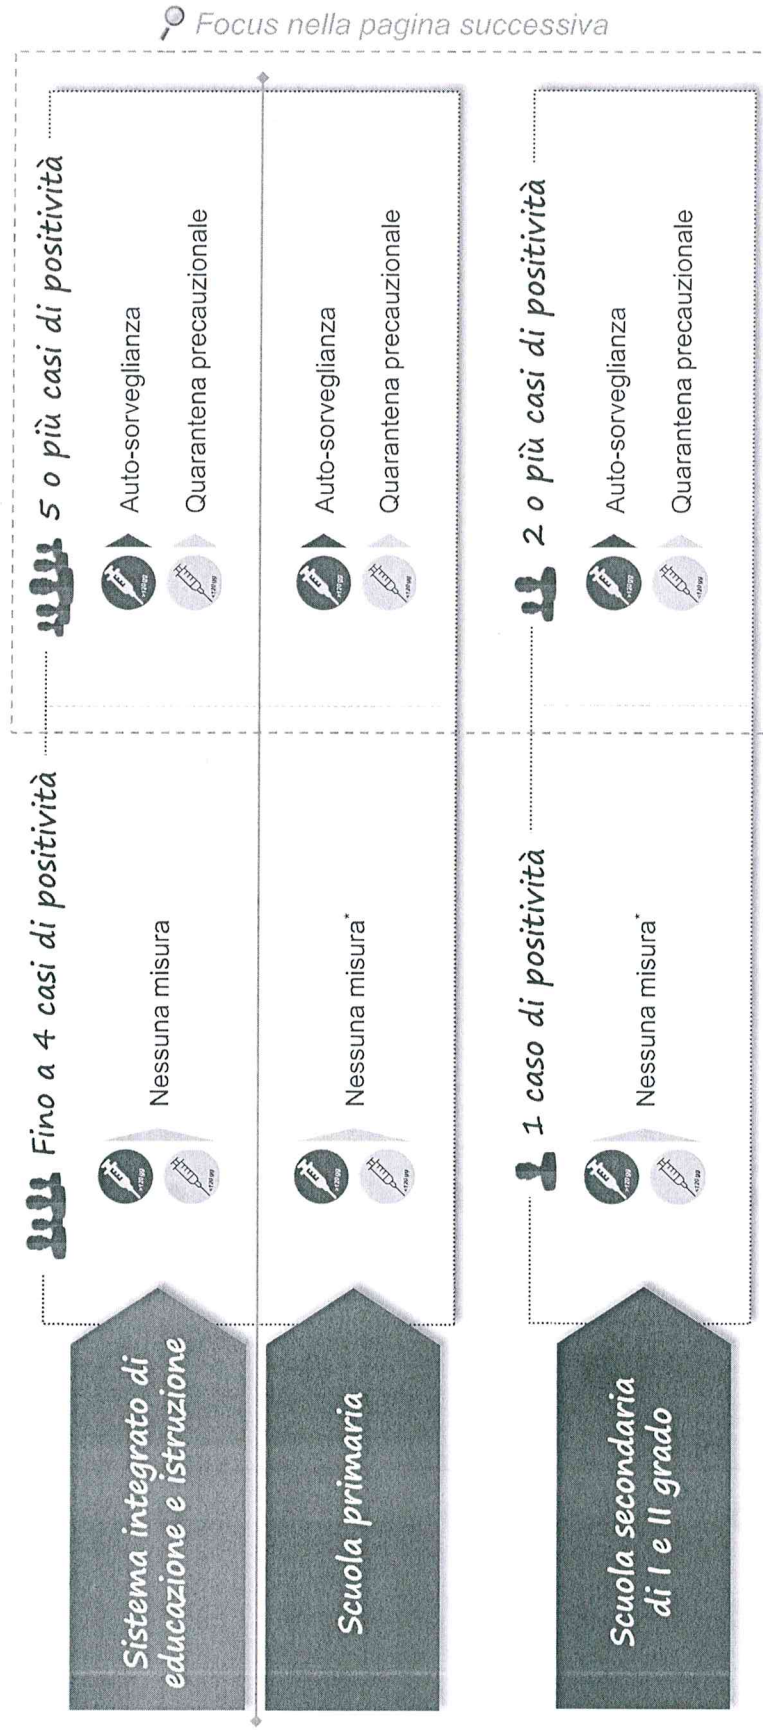 Focus nella pagina successiva
Fino a 4 casi di positività
5 o più casi di positività
Sistema integrato di
educazione e istruzione
Nessuna misura
Auto-sorveglianza
Quarantena precauzionale
Scuola primaria
Nessuna misura*
Auto-sorveglianza
Quarantena precauzionale
1 caso di positività
2 o più casi di positività
Scuola secondaria
di I e II grado
Nessuna misura*
Auto-sorveglianza
Quarantena precauzionale